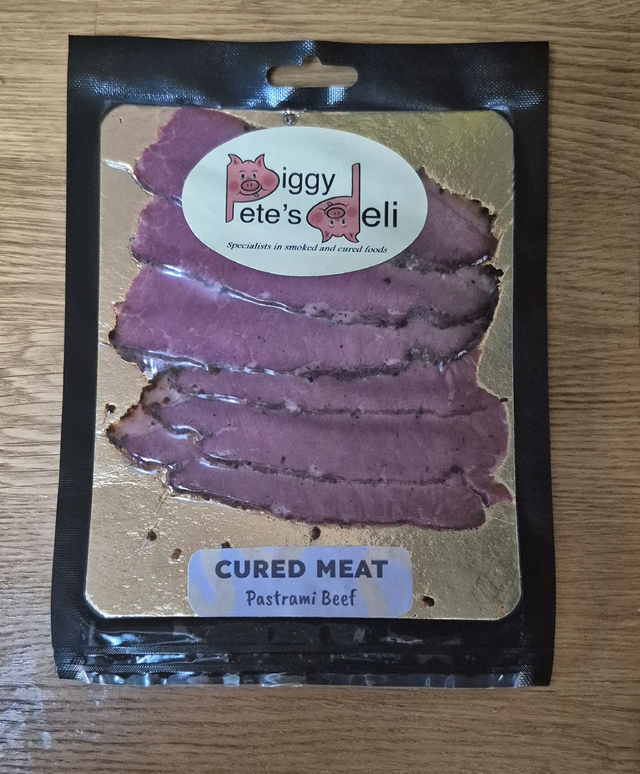 Piggy
Pete's deli
Specialists in smoked and cured foods
CURED MEAT
Pastrami Beef